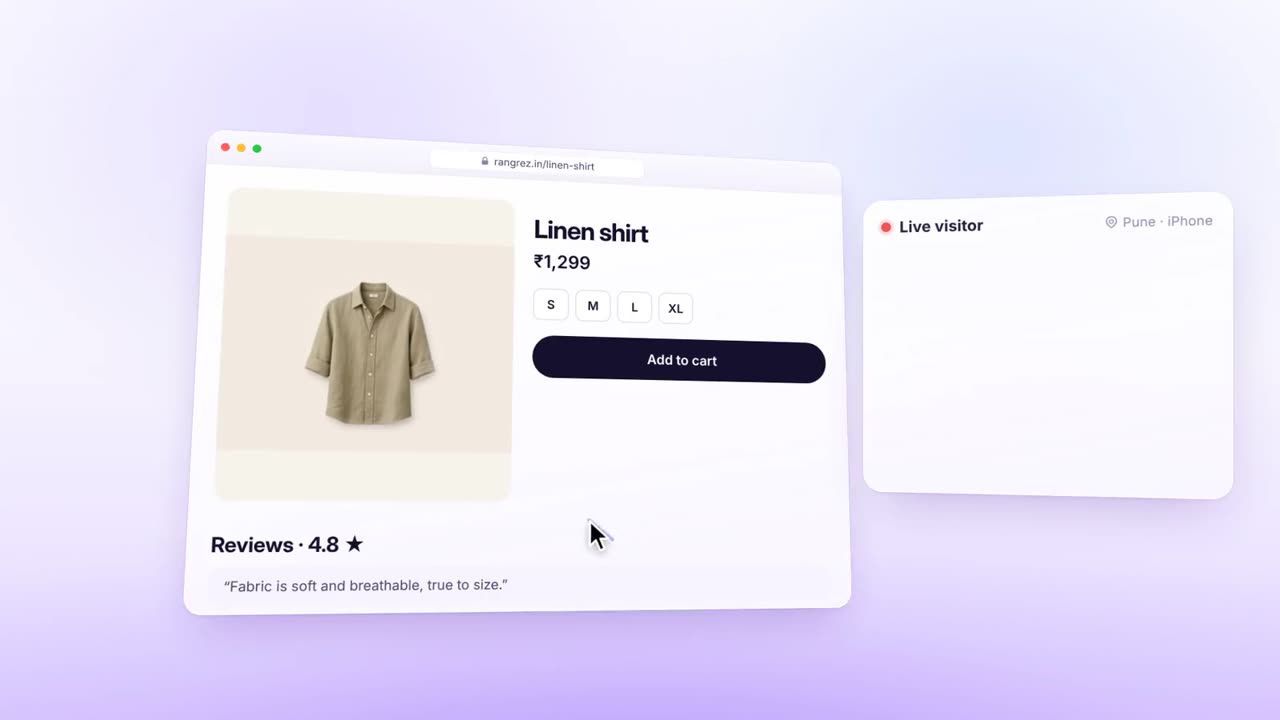 rangrez.in/linen-shirt
Linen shirt
₹1,299
S M L XL
Add to cart
Reviews · 4.8 ★
“Fabric is soft and breathable, true to size.”
Live visitor
Pune · iPhone